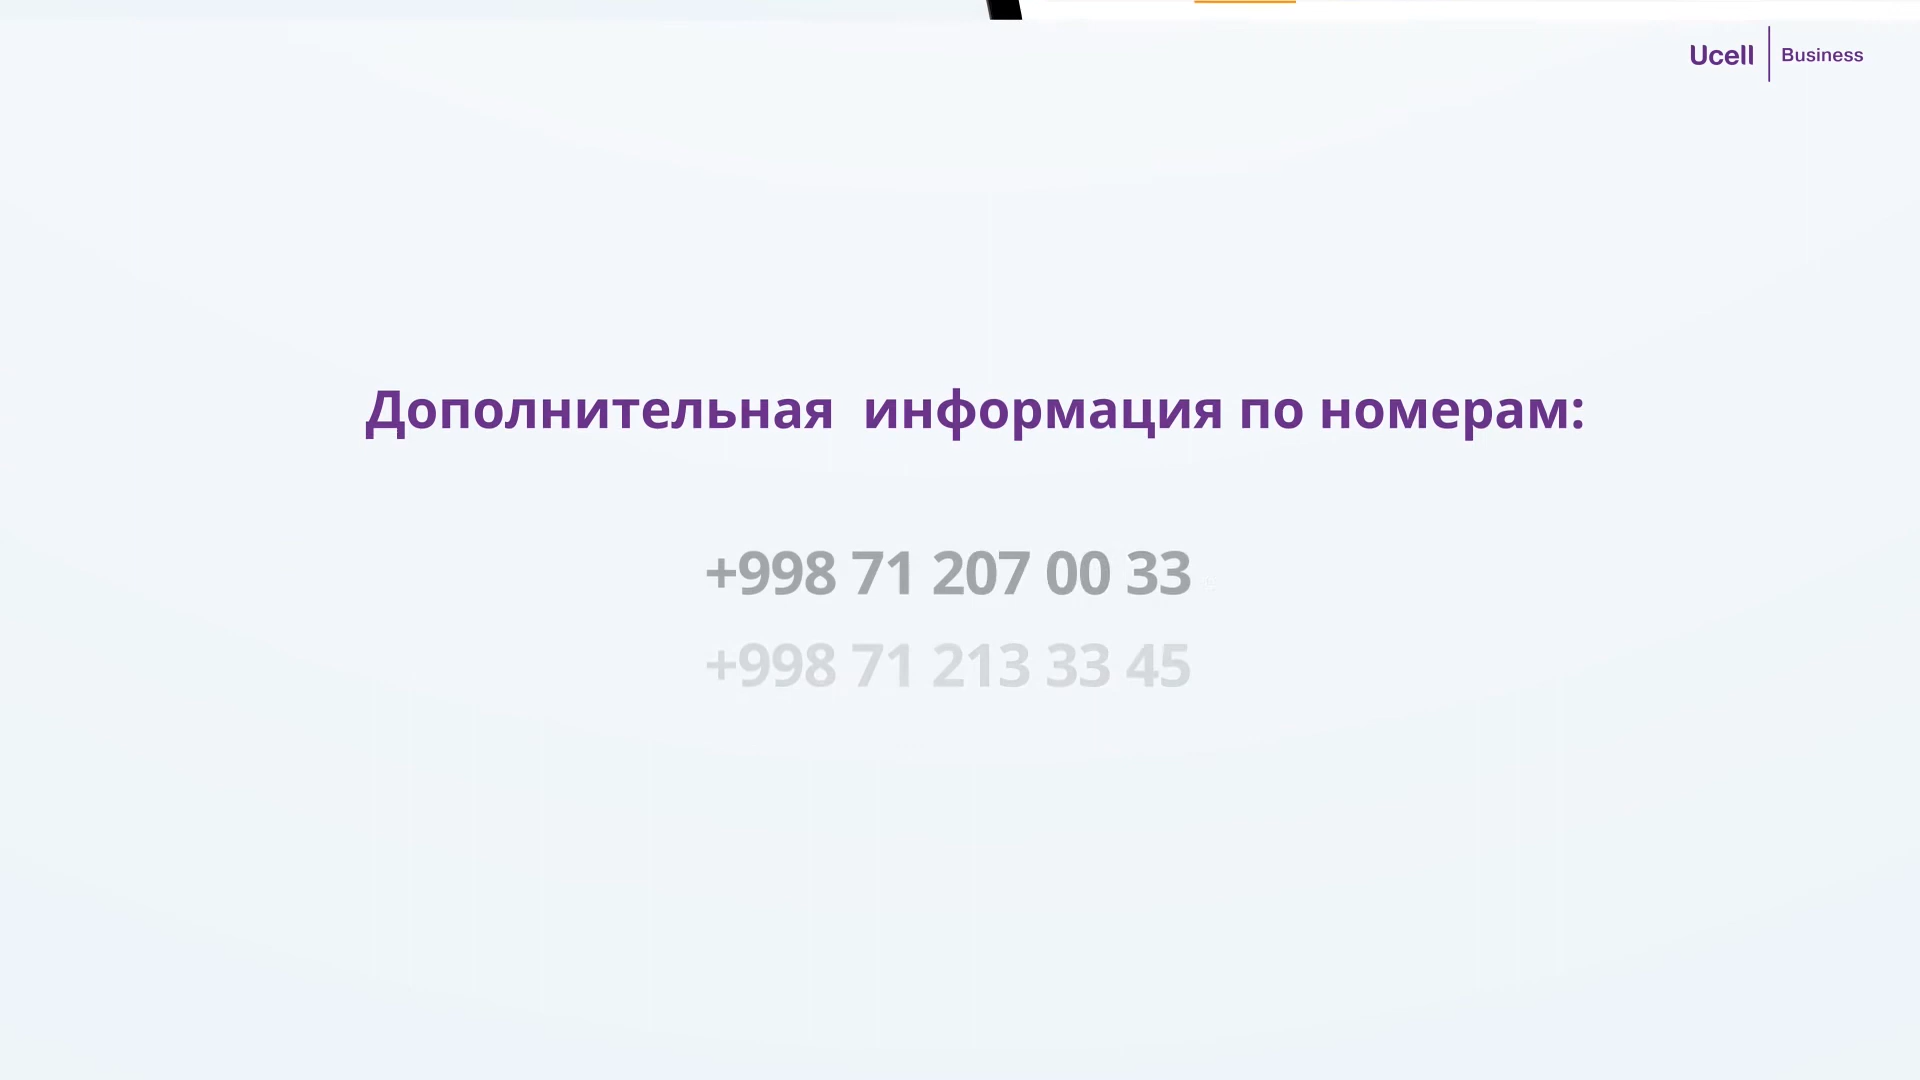 Ucell | Business
Дополнительная информация по номерам:
+998 71 207 00 33
+998 71 213 33 45